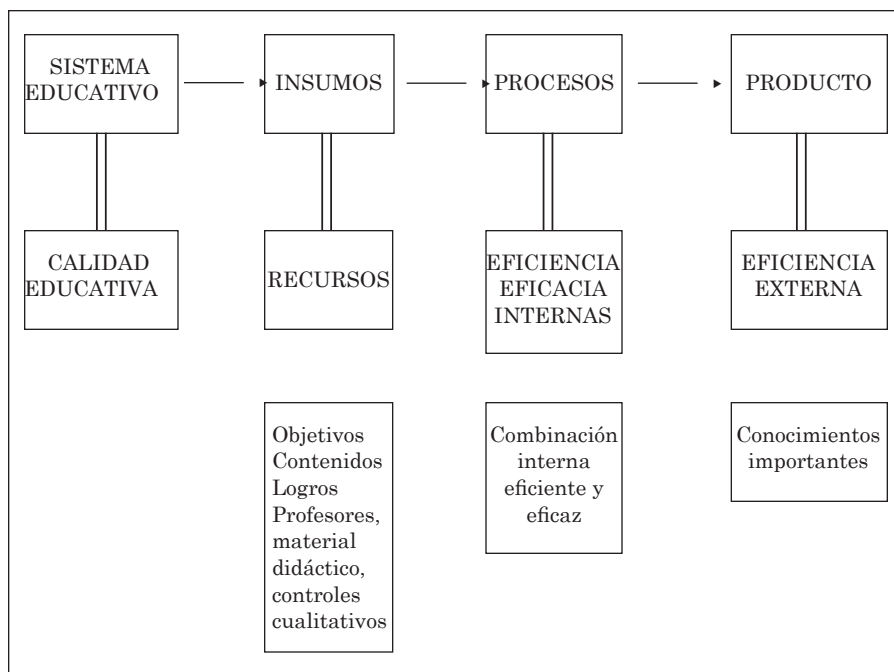 SISTEMA
EDUCATIVO
INSUMOS
PROCESOS
PRODUCTO
CALIDAD
EDUCATIVA
RECURSOS
EFICIENCIA
EFICACIA
INTERNAS
EFICIENCIA
EXTERNA
Objetivos
Contenidos
Logros
Profesores,
material
didáctico,
controles
cualitativos
Combinación
interna
eficiente y
eficaz
Conocimientos
importantes